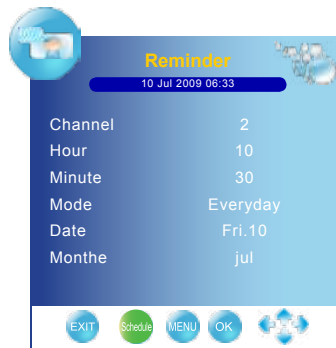 Reminder
10 Jul 2009 06:33
Channel 2
Hour 10
Minute 30
Mode Everyday
Date Fri.10
Monthe jul
EXIT Schedule MENU OK